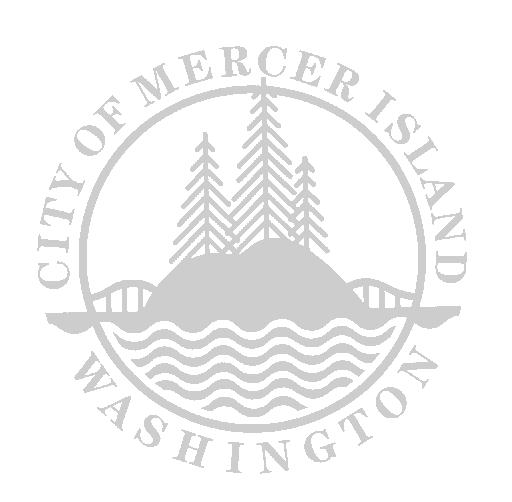 CITY OF MERCER ISLAND
WASHINGTON